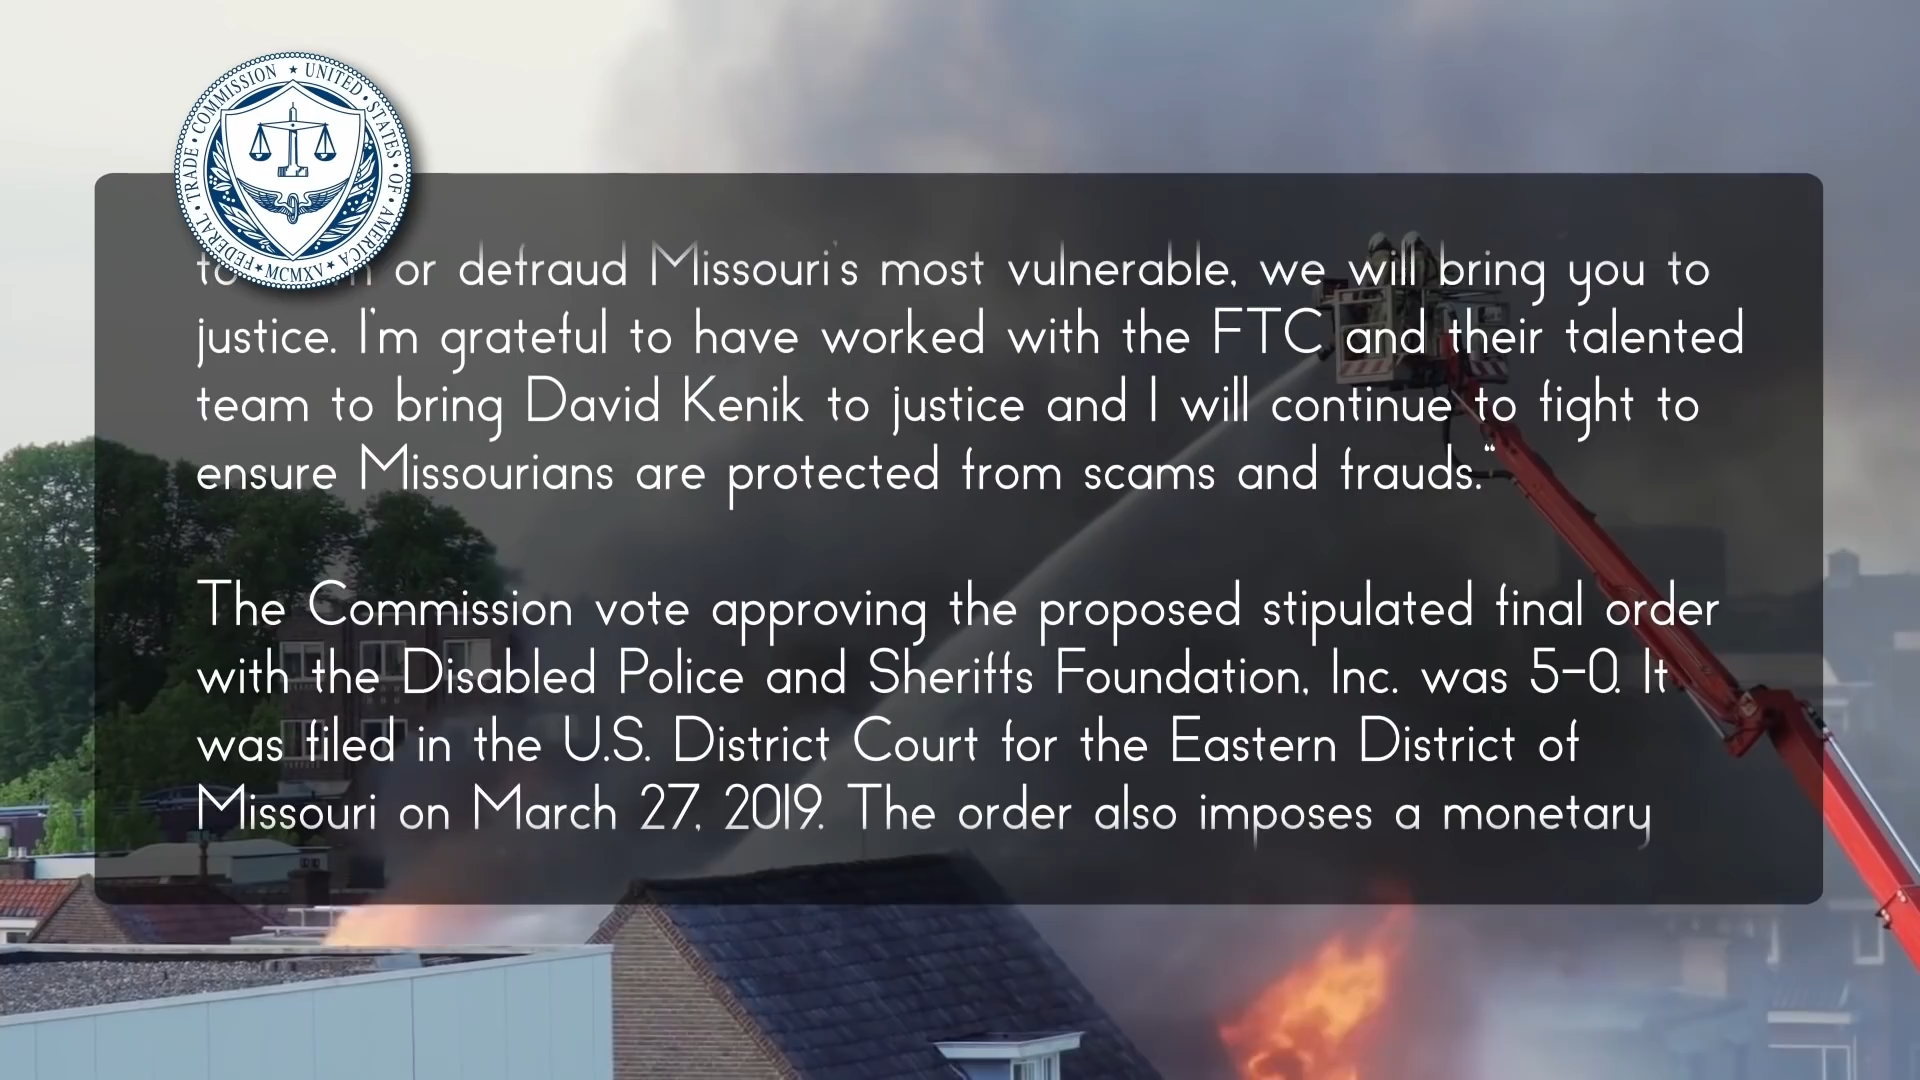 FEDERAL • TRADE • COMMISSION ★ UNITED • STATES • OF • AMERICA
★ MCMXV ★
or defraud Missouri's most vulnerable, we will bring you to
justice. I'm grateful to have worked with the FTC and their talented
team to bring David Kenik to justice and I will continue to fight to
ensure Missourians are protected from scams and frauds."
The Commission vote approving the proposed stipulated final order
with the Disabled Police and Sheriffs Foundation, Inc. was 5-0. It
was filed in the U.S. District Court for the Eastern District of
Missouri on March 27, 2019. The order also imposes a monetary